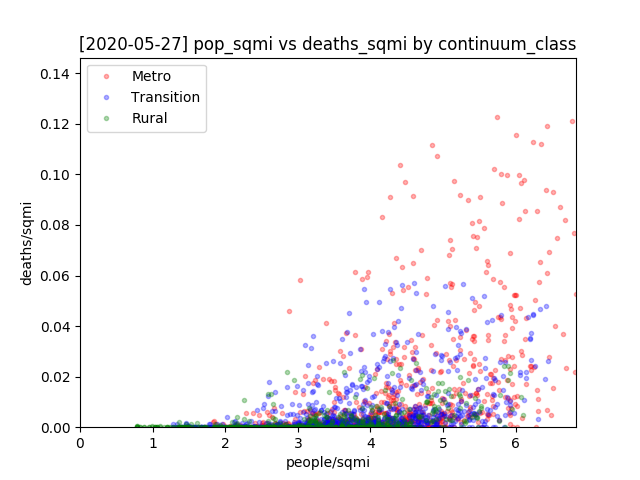 [2020-05-27] pop_sqmi vs deaths_sqmi by continuum_class
0.14
0.12
0.10
0.08
0.06
0.04
0.02
0.00
deaths/sqmi
Metro
Transition
Rural
0 1 2 3 4 5 6
people/sqmi